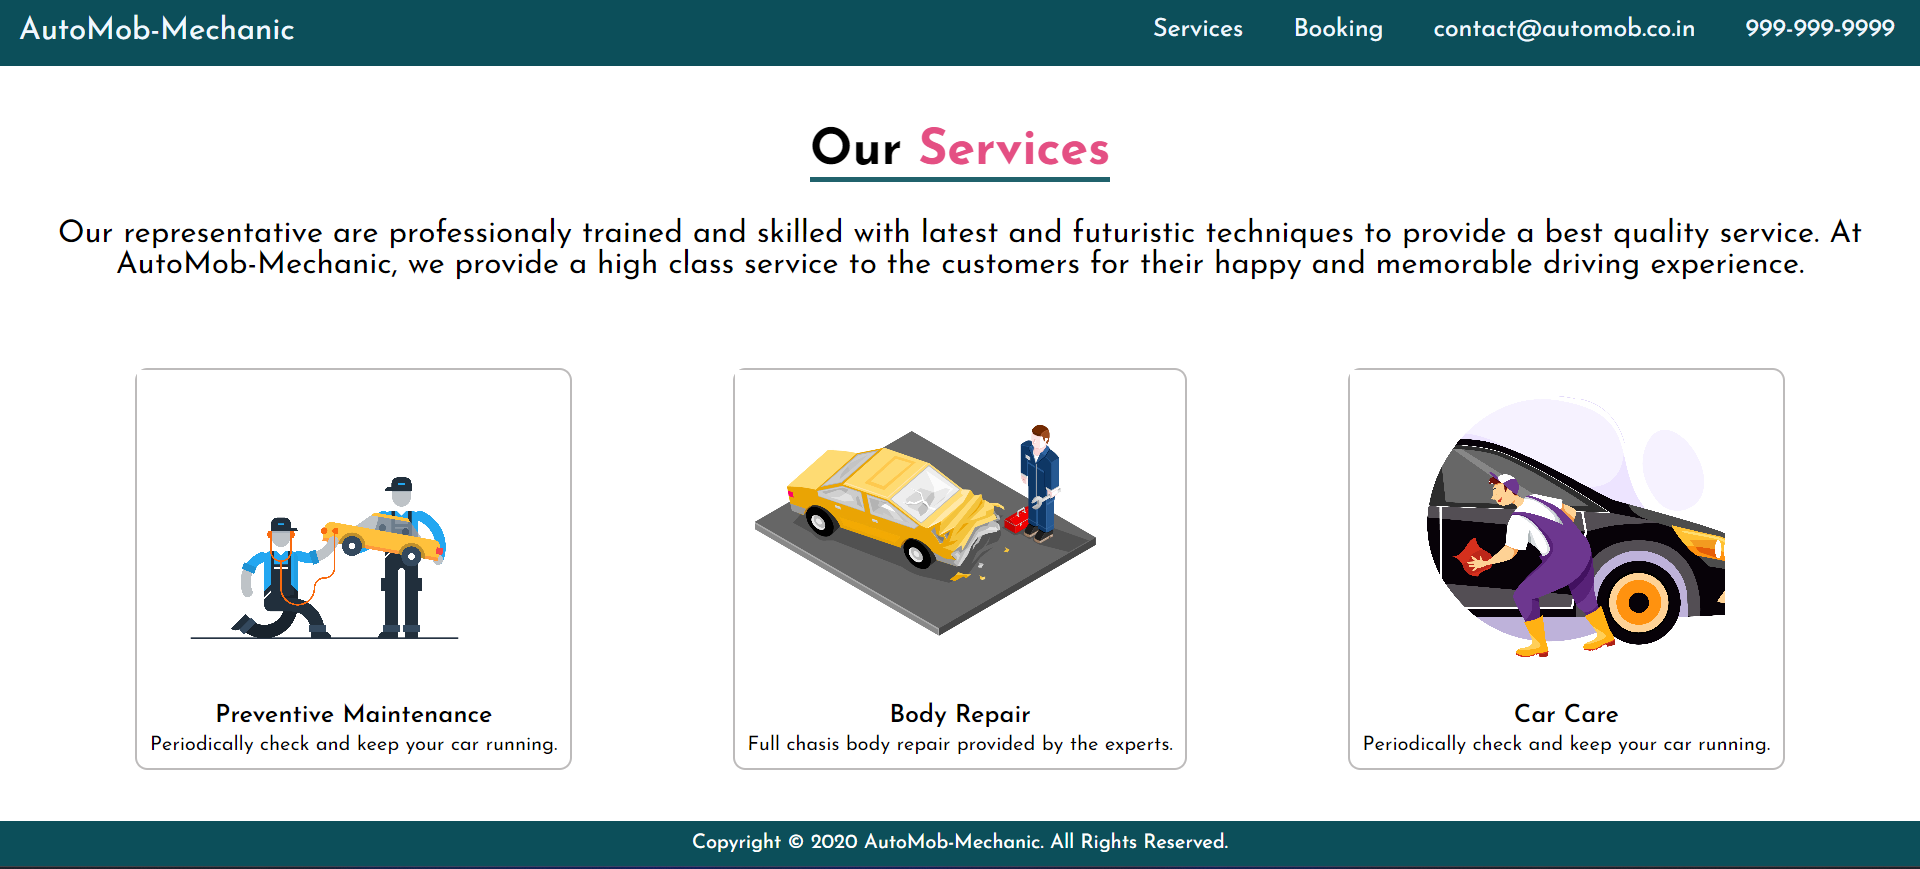 AutoMob-Mechanic
Services
Booking
contact@automob.co.in
999-999-9999
Our Services
Our representative are professionaly trained and skilled with latest and futuristic techniques to provide a best quality service. At
AutoMob-Mechanic, we provide a high class service to the customers for their happy and memorable driving experience.
Preventive Maintenance
Periodically check and keep your car running.
Body Repair
Full chasis body repair provided by the experts.
Car Care
Periodically check and keep your car running.
Copyright © 2020 AutoMob-Mechanic. All Rights Reserved.